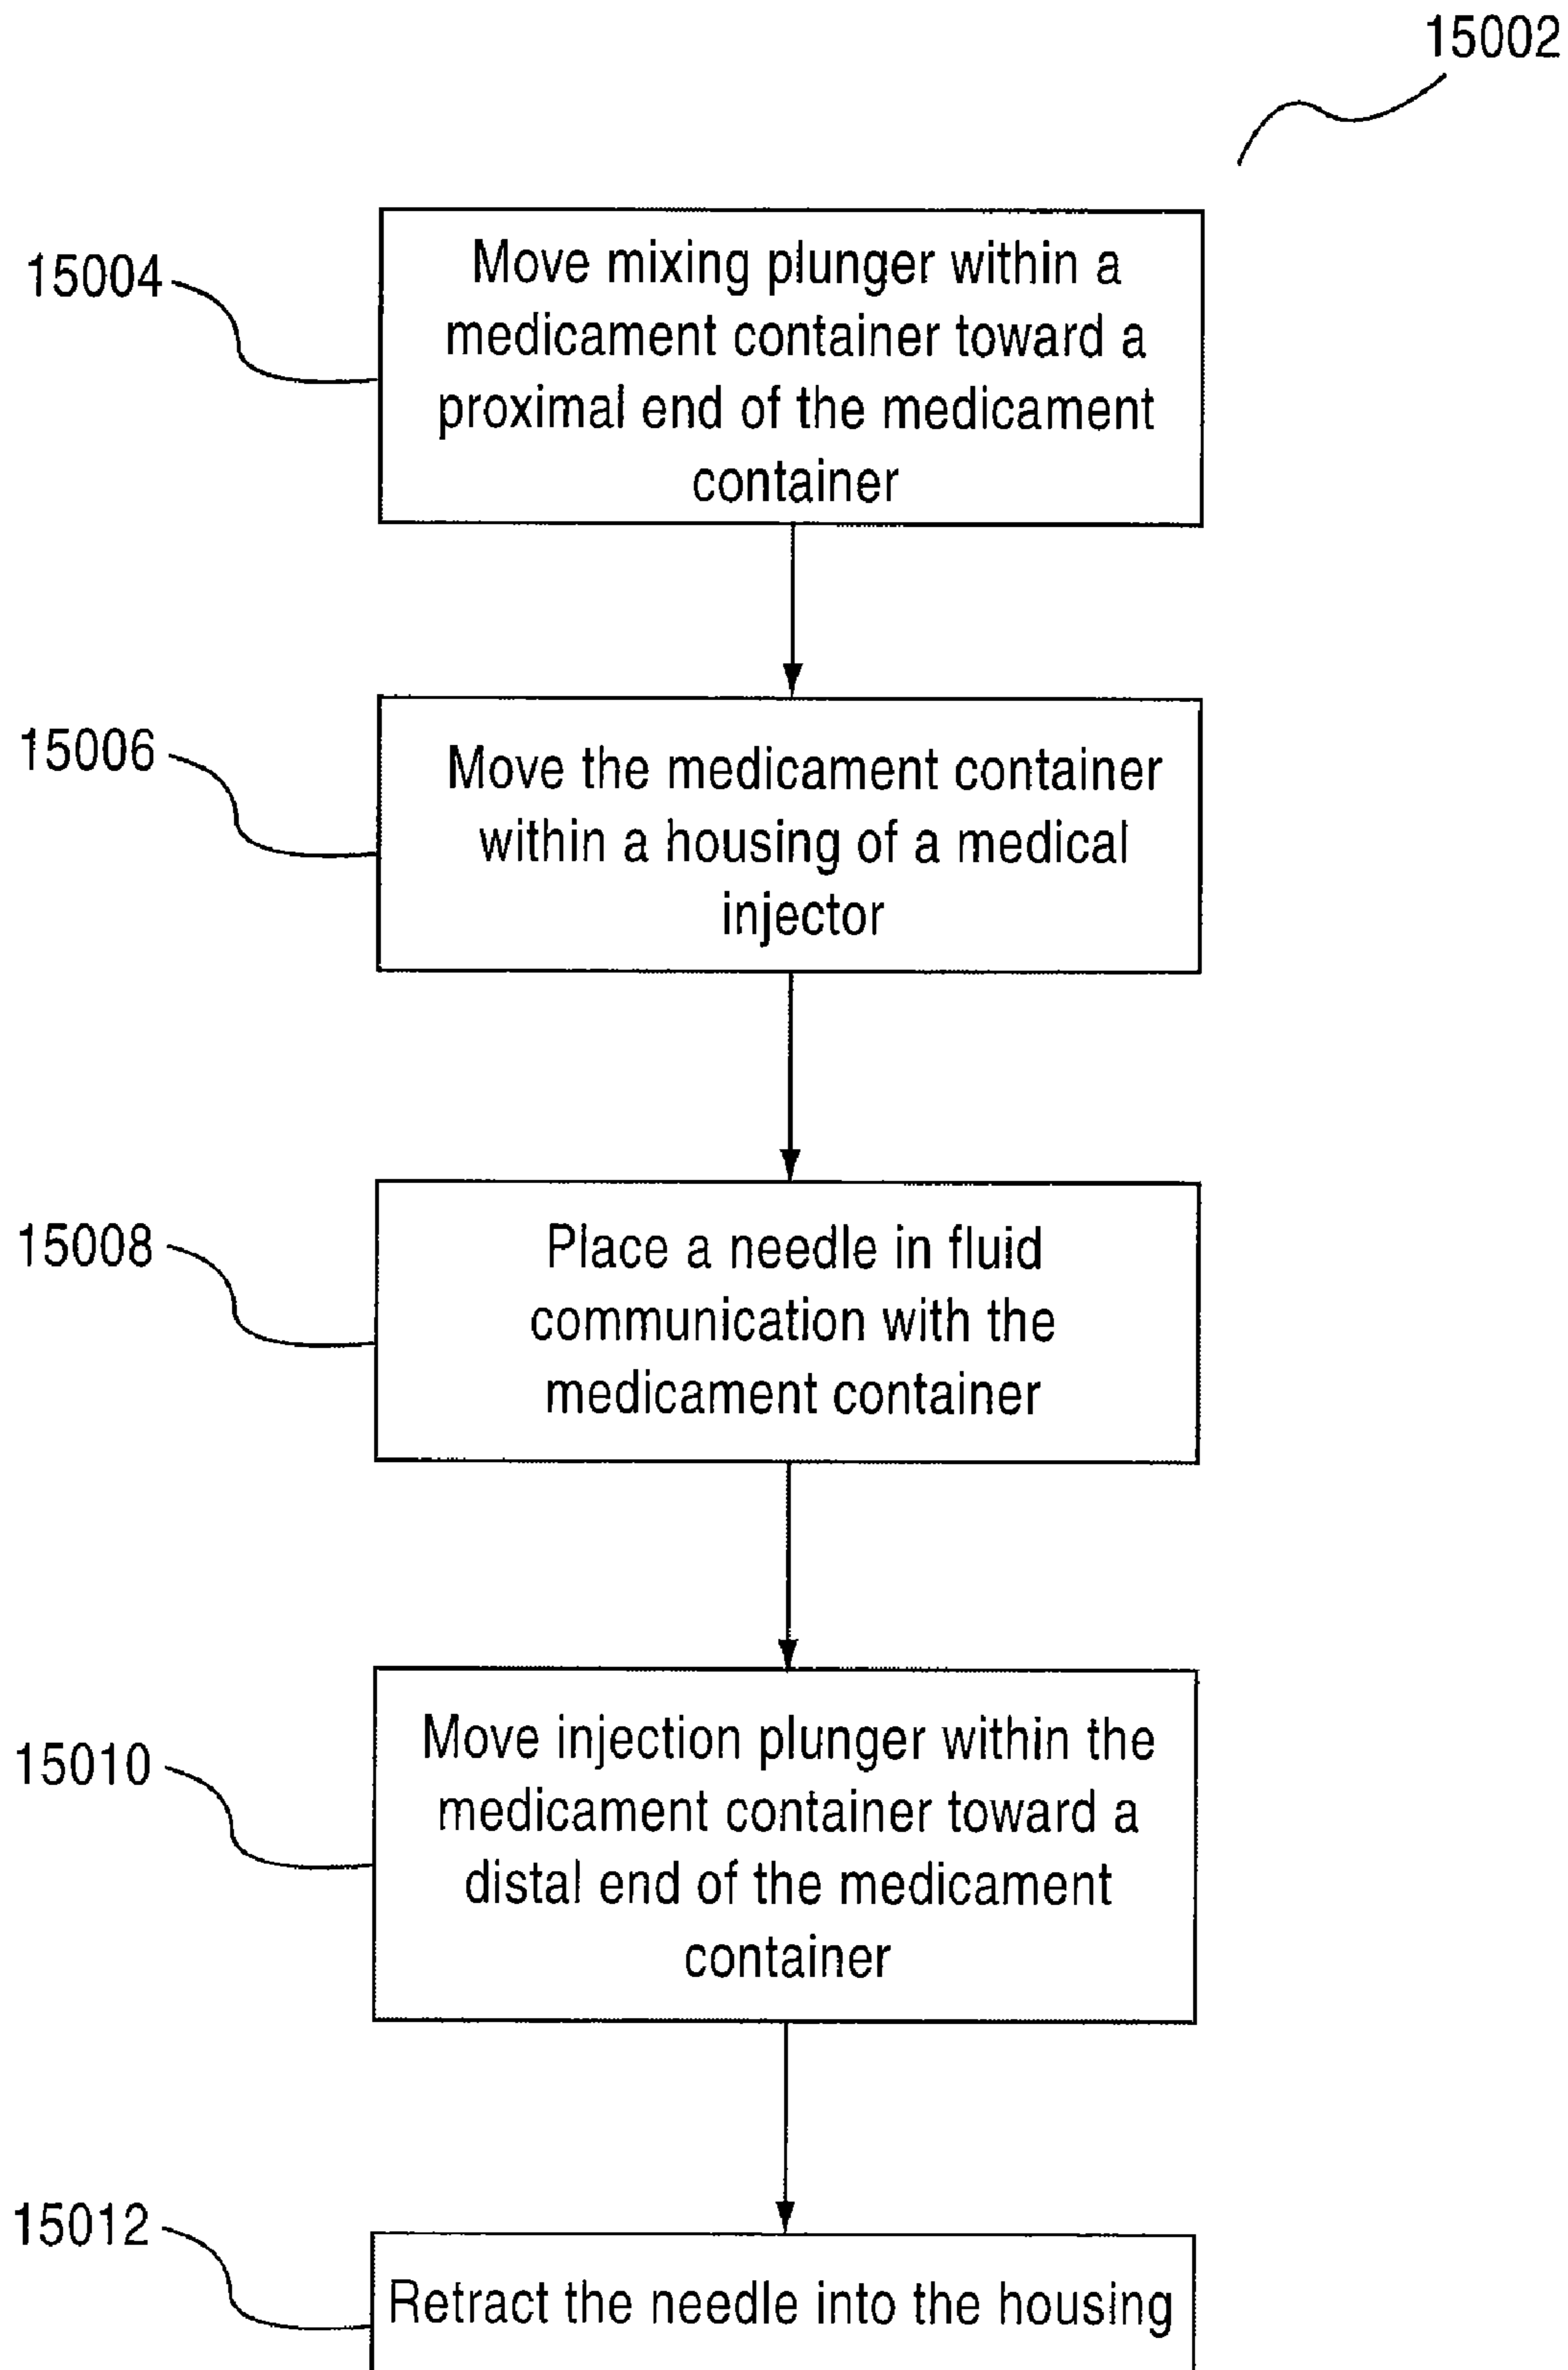 15002
15004
Move mixing plunger within a
medicament container toward a
proximal end of the medicament
container
15006
Move the medicament container
within a housing of a medical
injector
15008
Place a needle in fluid
communication with the
medicament container
15010
Move injection plunger within the
medicament container toward a
distal end of the medicament
container
15012
Retract the needle into the housing